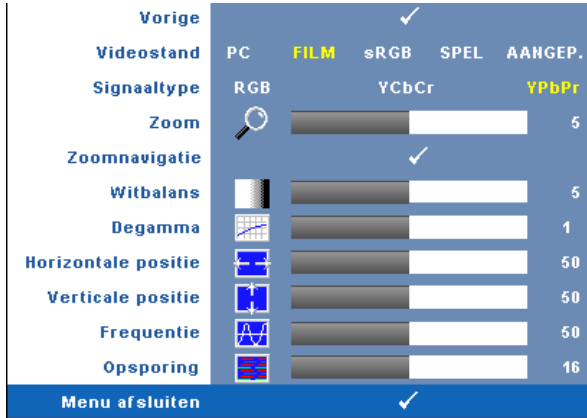 Vorige
Videostand PC FILM sRGB SPEL AANGEP.
Signaaltype RGB YCbCr YPbPr
Zoom 5
Zoomnavigatie
Witbalans 5
Degamma 1
Horizontale positie 50
Verticale positie 50
Frequentie 50
Opsporing 16
Menu afsluiten